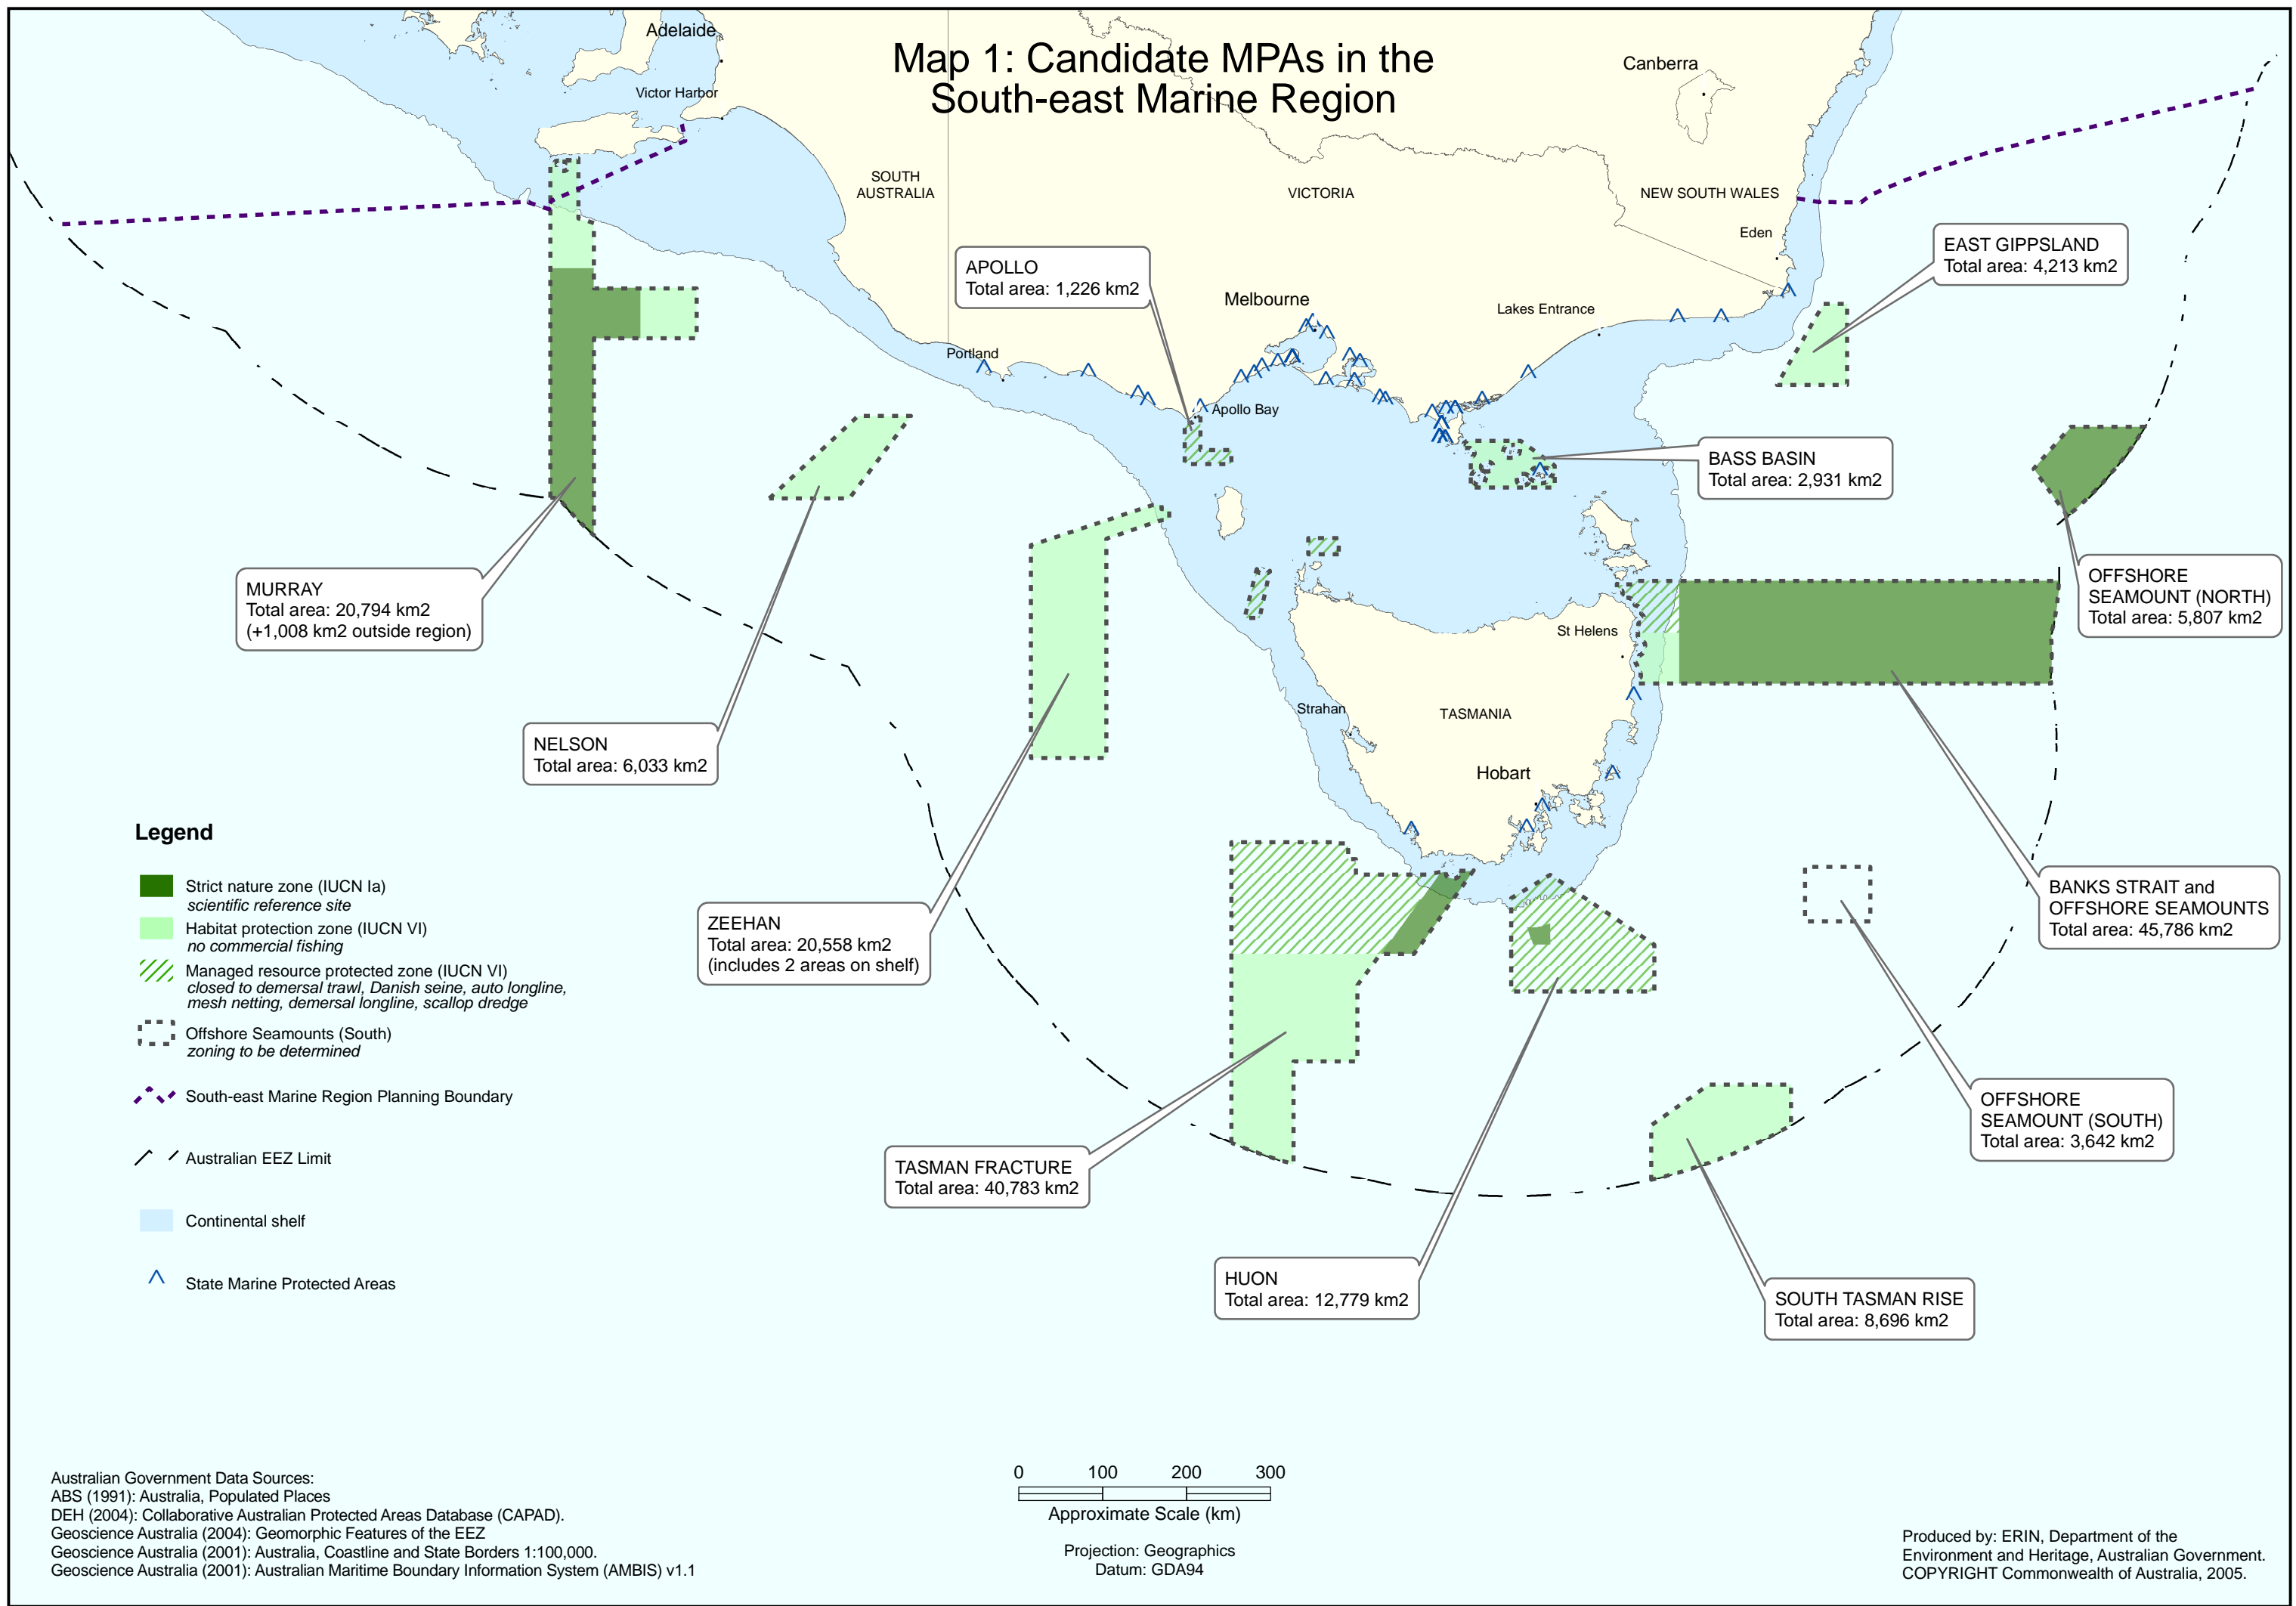 Map 1: Candidate MPAs in the
South-east Marine Region
Adelaide
Victor Harbor
Canberra
SOUTH
AUSTRALIA
VICTORIA
NEW SOUTH WALES
Eden
EAST GIPPSLAND
Total area: 4,213 km2
APOLLO
Total area: 1,226 km2
Melbourne
Lakes Entrance
Portland
Apollo Bay
BASS BASIN
Total area: 2,931 km2
MURRAY
Total area: 20,794 km2
(+1,008 km2 outside region)
OFFSHORE
SEAMOUNT (NORTH)
Total area: 5,807 km2
St Helens
Strahan
TASMANIA
NELSON
Total area: 6,033 km2
Hobart
Legend
Strict nature zone (IUCN Ia)
scientific reference site
Habitat protection zone (IUCN VI)
no commercial fishing
Managed resource protected zone (IUCN VI)
closed to demersal trawl, Danish seine, auto longline,
mesh netting, demersal longline, scallop dredge
Offshore Seamounts (South)
zoning to be determined
South-east Marine Region Planning Boundary
Australian EEZ Limit
Continental shelf
State Marine Protected Areas
ZEEHAN
Total area: 20,558 km2
(includes 2 areas on shelf)
BANKS STRAIT and
OFFSHORE SEAMOUNTS
Total area: 45,786 km2
OFFSHORE
SEAMOUNT (SOUTH)
Total area: 3,642 km2
TASMAN FRACTURE
Total area: 40,783 km2
HUON
Total area: 12,779 km2
SOUTH TASMAN RISE
Total area: 8,696 km2
Australian Government Data Sources:
ABS (1991): Australia, Populated Places
DEH (2004): Collaborative Australian Protected Areas Database (CAPAD).
Geoscience Australia (2004): Geomorphic Features of the EEZ
Geoscience Australia (2001): Australia, Coastline and State Borders 1:100,000.
Geoscience Australia (2001): Australian Maritime Boundary Information System (AMBIS) v1.1
0 100 200 300
Approximate Scale (km)
Projection: Geographics
Datum: GDA94
Produced by: ERIN, Department of the
Environment and Heritage, Australian Government.
COPYRIGHT Commonwealth of Australia, 2005.